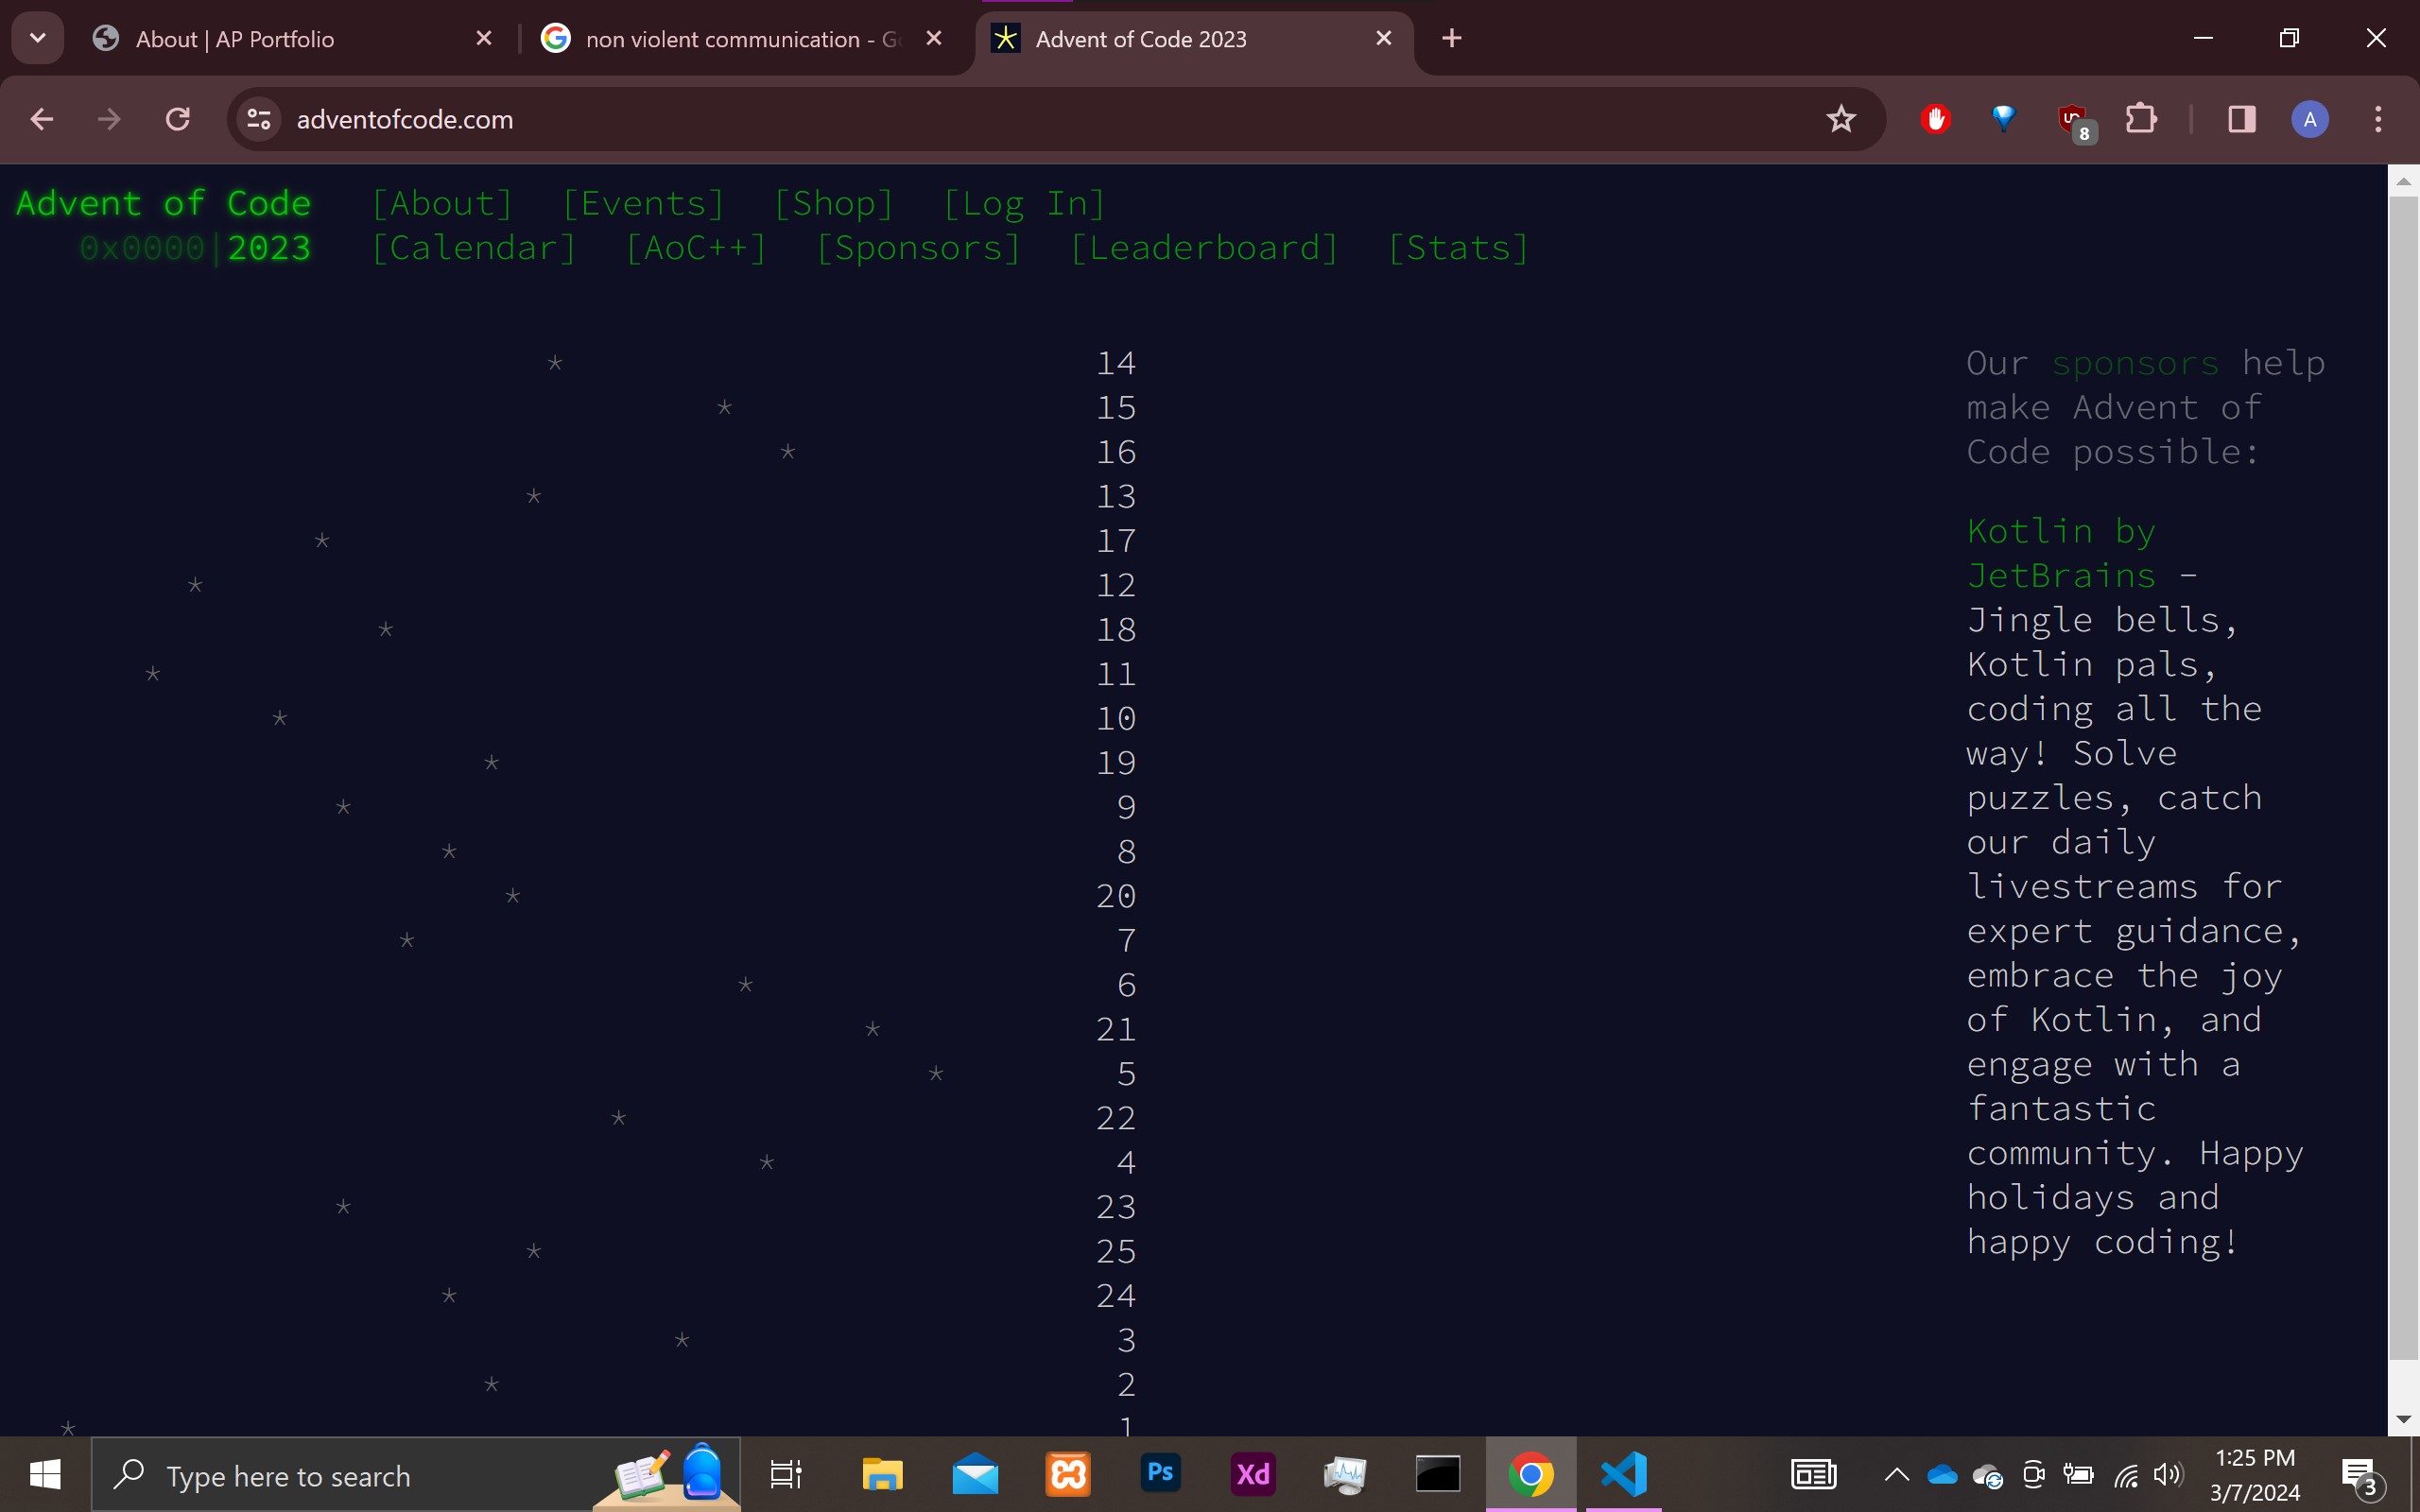 About | AP Portfolio
non violent communication - Go
Advent of Code 2023
adventofcode.com
8
A
Advent of Code [About] [Events] [Shop] [Log In]
0x0000|2023 [Calendar] [AoC++] [Sponsors] [Leaderboard] [Stats]
* 14
* 15
* 16
* 13
* 17
* 12
* 18
* 11
* 10
* 19
* 9
* 8
* 20
* 7
* 6
* 21
* 5
* 22
* 4
* 23
* 25
* 24
* 3
* 2
* 1
Our sponsors help
make Advent of
Code possible:
Kotlin by
JetBrains -
Jingle bells,
Kotlin pals,
coding all the
way! Solve
puzzles, catch
our daily
livestreams for
expert guidance,
embrace the joy
of Kotlin, and
engage with a
fantastic
community. Happy
holidays and
happy coding!
Type here to search
Ps
Xd
1:25 PM
3/7/2024
3